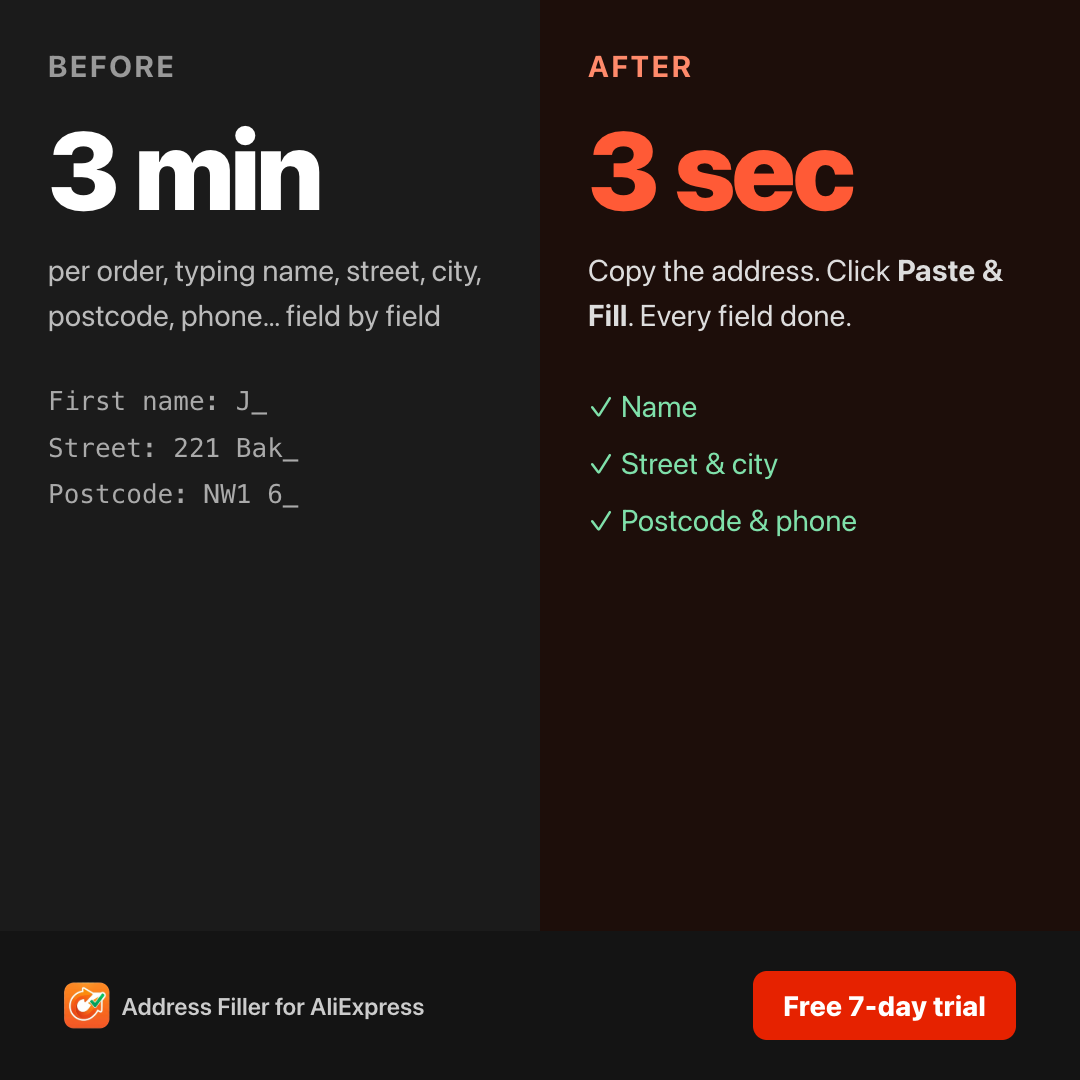 BEFORE
3 min
per order, typing name, street, city,
postcode, phone... field by field
First name: J_
Street: 221 Bak_
Postcode: NW1 6_
AFTER
3 sec
Copy the address. Click Paste &
Fill. Every field done.
✓ Name
✓ Street & city
✓ Postcode & phone
Address Filler for AliExpress
Free 7-day trial